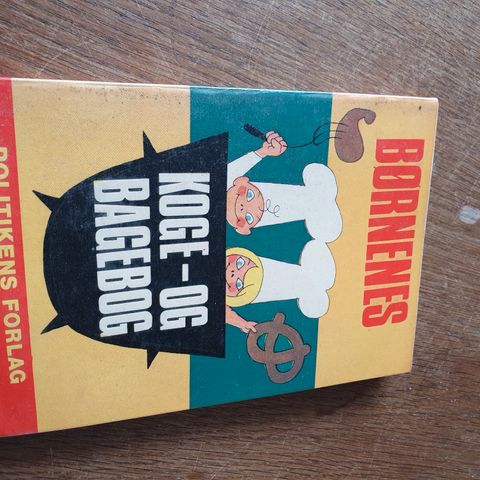 BØRNENES
KOGE - OG
BAGEBOG
POLITIKENS FORLAG